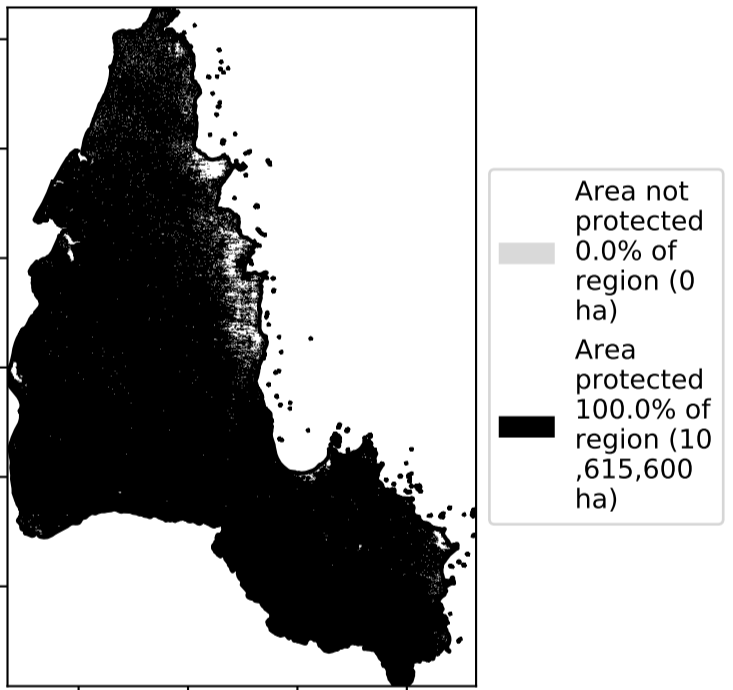 Area not
protected
0.0% of
region (0
ha)
Area
protected
100.0% of
region (10
,615,600
ha)